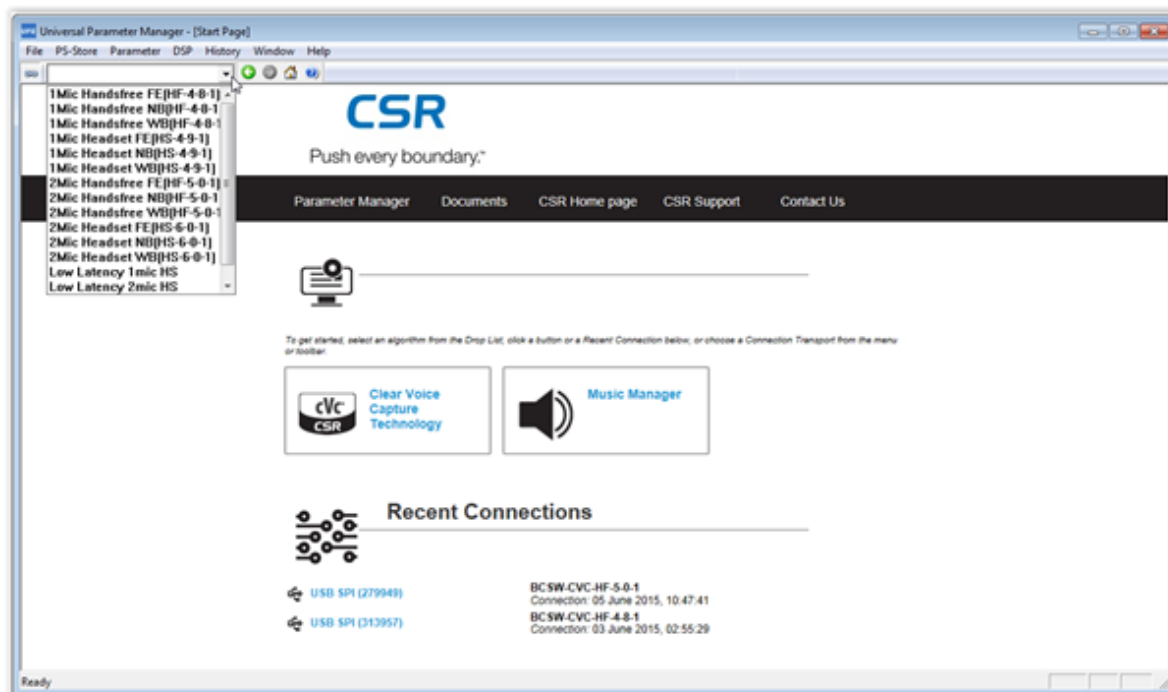 Universal Parameter Manager - [Start Page]
File PS-Store Parameter DSP History Window Help
1Mic Handsfree FE[HF-4-8-1]
1Mic Handsfree NB[HF-4-8-1
1Mic Handsfree WB[HF-4-8-1
1Mic Headset FE[HS-4-9-1]
1Mic Headset NB[HS-4-9-1]
1Mic Headset WB[HS-4-9-1]
2Mic Handsfree FE[HF-5-0-1]
2Mic Handsfree NB[HF-5-0-1
2Mic Handsfree WB[HF-5-0-1
2Mic Headset FE[HS-6-0-1]
2Mic Headset NB[HS-6-0-1]
2Mic Headset WB[HS-6-0-1]
Low Latency 1mic HS
Low Latency 2mic HS
CSR
Push every boundary.™
Parameter Manager Documents CSR Home page CSR Support Contact Us
To get started, select an algorithm from the Drop List, click a button or a Recent Connection below, or choose a Connection Transport from the menu
or toolbar.
cVc
CSR
Clear Voice
Capture
Technology
Music Manager
Recent Connections
USB SPI (279949)
BCSW-CVC-HF-5-0-1
Connection: 05 June 2015, 10:47:41
USB SPI (313957)
BCSW-CVC-HF-4-8-1
Connection: 03 June 2015, 02:55:29
Ready